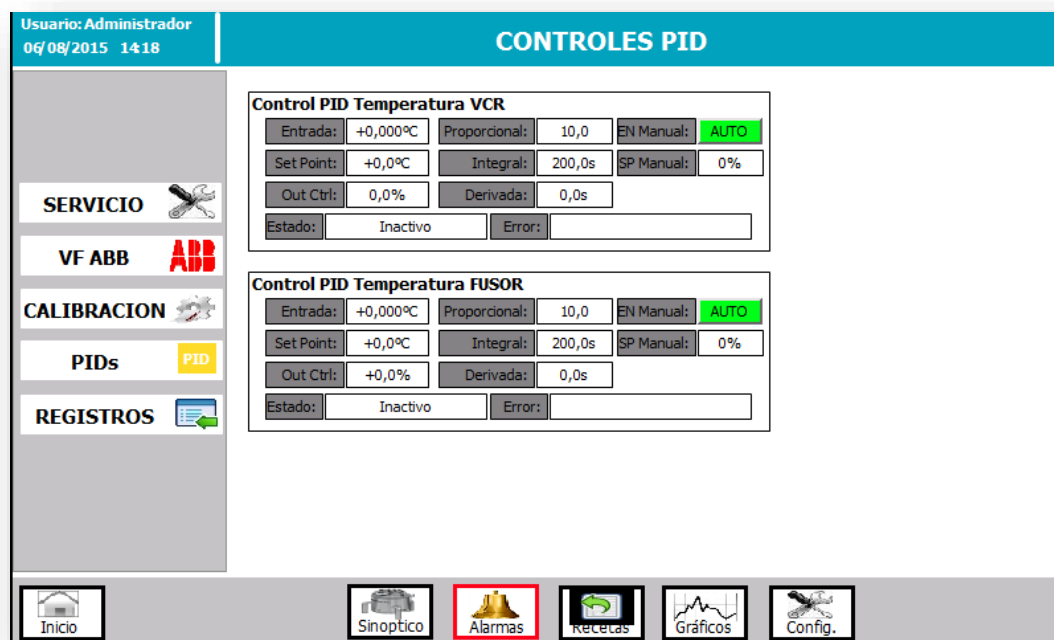 Usuario: Administrador
06/08/2015 14:18
CONTROLES PID
Control PID Temperatura VCR
Entrada: +0,000ºC Proporcional: 10,0 EN Manual: AUTO
Set Point: +0,0ºC Integral: 200,0s SP Manual: 0%
Out Ctrl: 0,0% Derivada: 0,0s
Estado: Inactivo Error:
Control PID Temperatura FUSOR
Entrada: +0,000ºC Proporcional: 10,0 EN Manual: AUTO
Set Point: +0,0ºC Integral: 200,0s SP Manual: 0%
Out Ctrl: +0,0% Derivada: 0,0s
Estado: Inactivo Error:
SERVICIO
VF ABB ABB
CALIBRACION
PIDs PID
REGISTROS
Inicio Sinoptico Alarmas Recetas Gráficos Config.